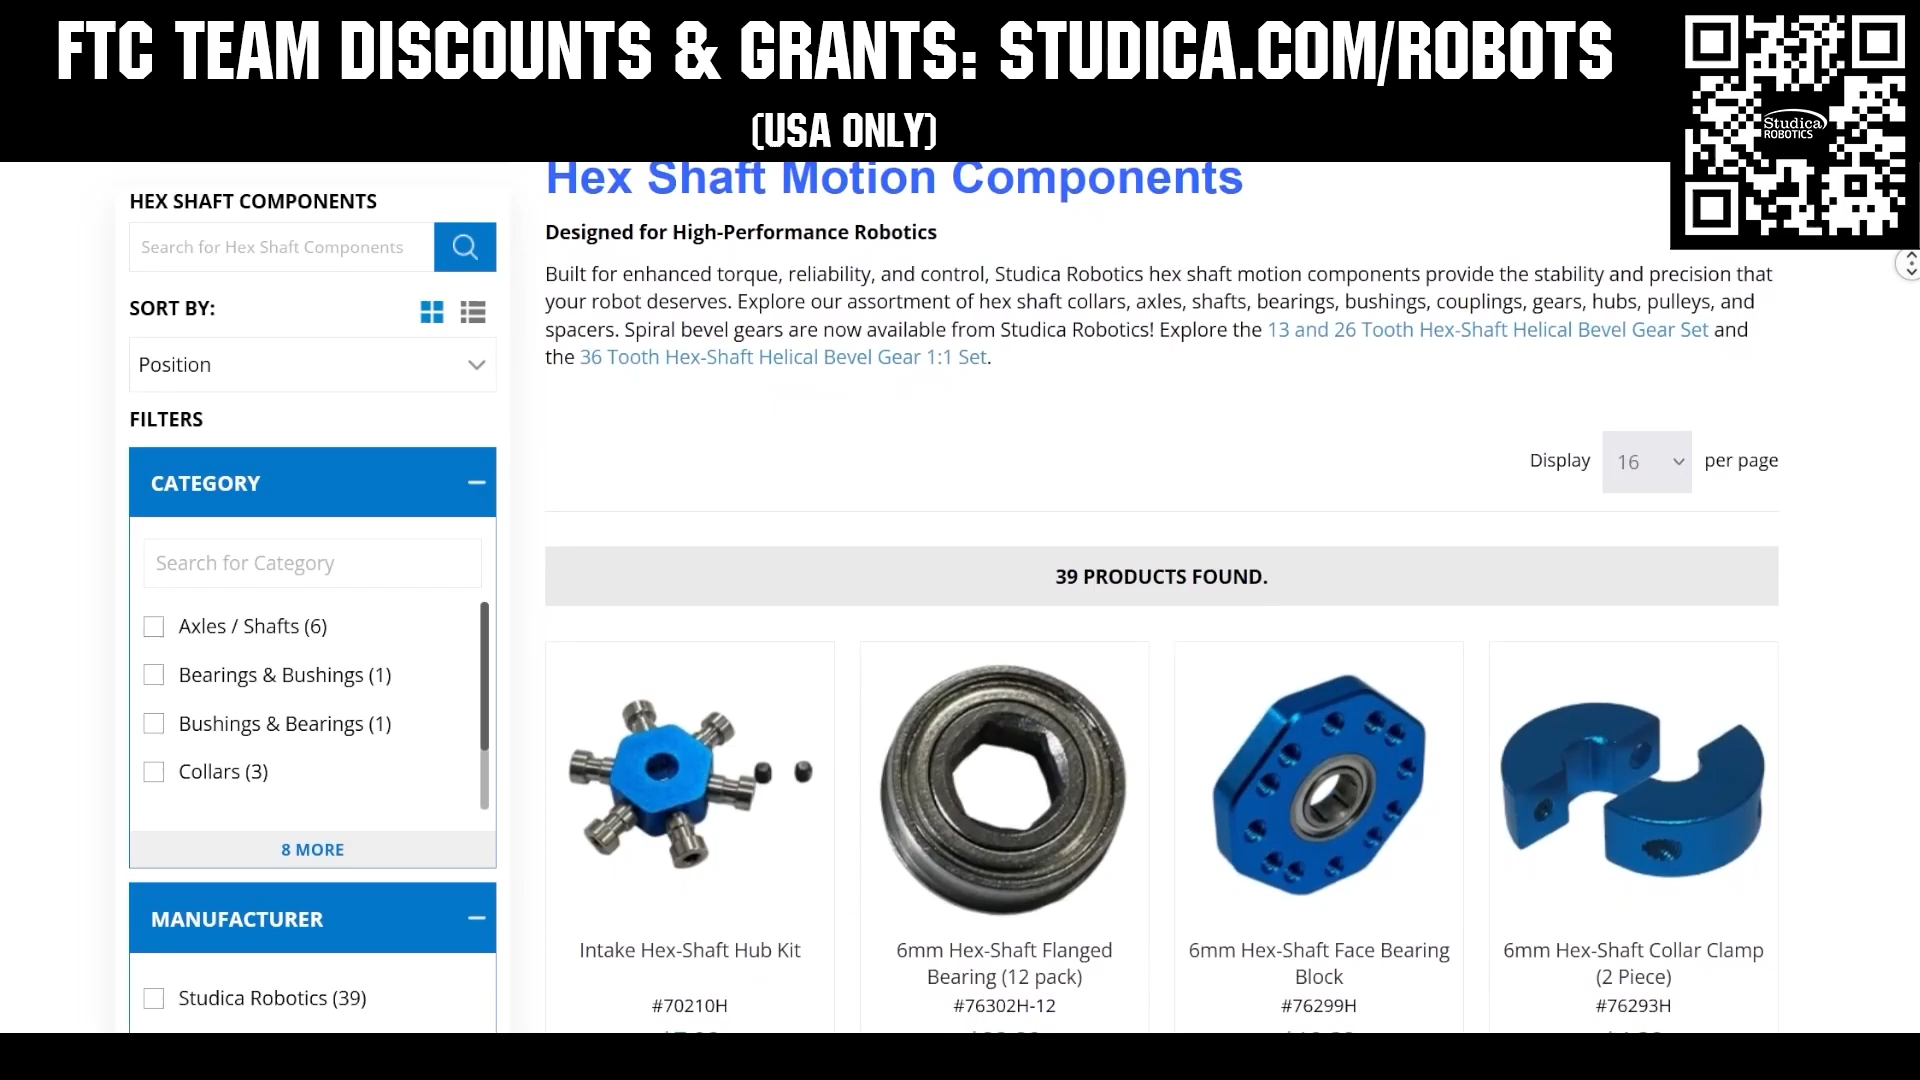 FTC TEAM DISCOUNTS & GRANTS: STUDICA.COM/ROBOTS
(USA ONLY)
Studica
ROBOTICS
HEX SHAFT COMPONENTS
Search for Hex Shaft Components
SORT BY:
Position
FILTERS
CATEGORY
Search for Category
Axles / Shafts (6)
Bearings & Bushings (1)
Bushings & Bearings (1)
Collars (3)
8 MORE
MANUFACTURER
Studica Robotics (39)
Hex Shaft Motion Components
Designed for High-Performance Robotics
Built for enhanced torque, reliability, and control, Studica Robotics hex shaft motion components provide the stability and precision that
your robot deserves. Explore our assortment of hex shaft collars, axles, shafts, bearings, bushings, couplings, gears, hubs, pulleys, and
spacers. Spiral bevel gears are now available from Studica Robotics! Explore the 13 and 26 Tooth Hex-Shaft Helical Bevel Gear Set and
the 36 Tooth Hex-Shaft Helical Bevel Gear 1:1 Set.
Display 16 per page
39 PRODUCTS FOUND.
Intake Hex-Shaft Hub Kit
#70210H
6mm Hex-Shaft Flanged
Bearing (12 pack)
#76302H-12
6mm Hex-Shaft Face Bearing
Block
#76299H
6mm Hex-Shaft Collar Clamp
(2 Piece)
#76293H